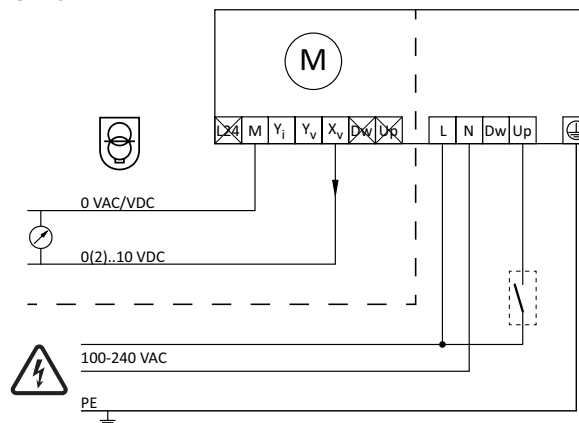 M
L24 M Yi Yv Xv Dw Up L N Dw Up
0 VAC/VDC
0(2)..10 VDC
100-240 VAC
PE